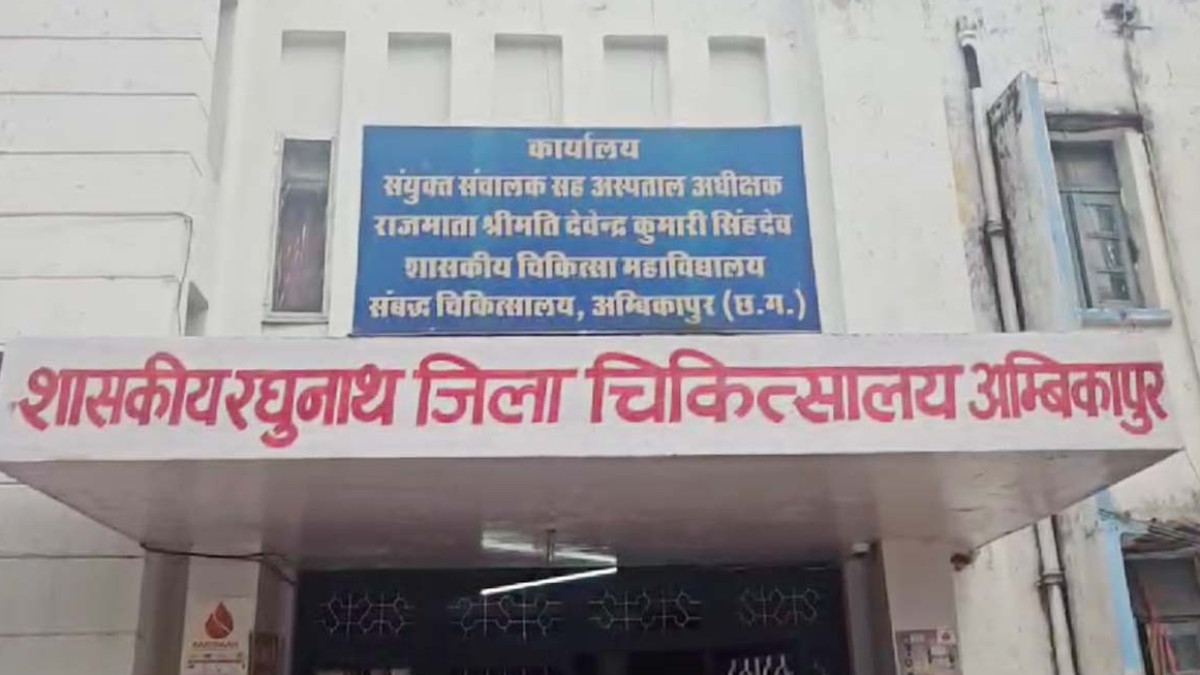 कार्यालय
संयुक्त संचालक सह अस्पताल अधीक्षक
राजमाता श्रीमति देवेन्द्र कुमारी सिंहदेव
शासकीय चिकित्सा महाविद्यालय
संबद्ध चिकित्सालय, अम्बिकापुर (छ.ग.)
शासकीय रघुनाथ जिला चिकित्सालय अम्बिकापुर